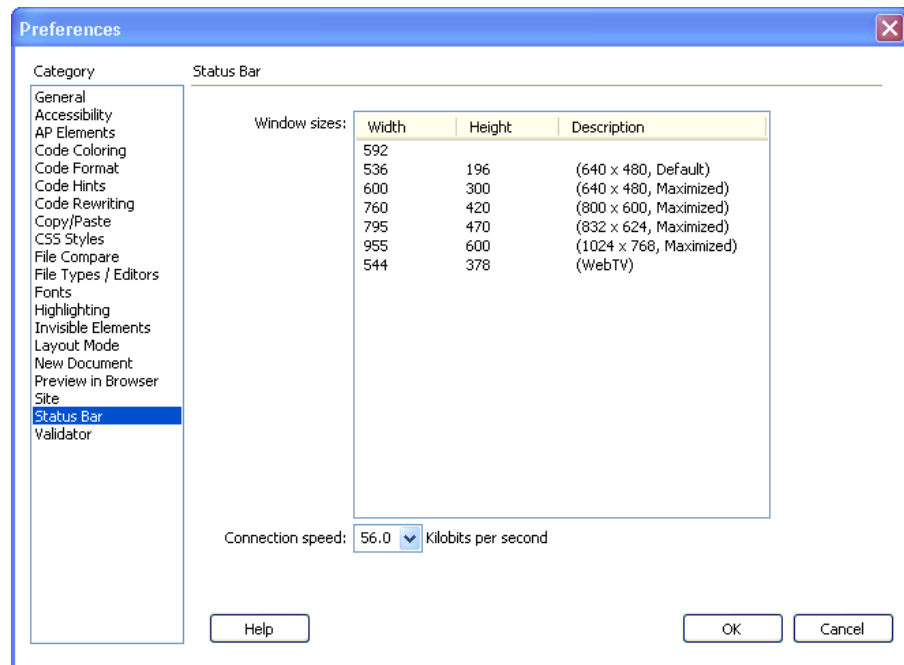 Preferences
Category
General
Accessibility
AP Elements
Code Coloring
Code Format
Code Hints
Code Rewriting
Copy/Paste
CSS Styles
File Compare
File Types / Editors
Fonts
Highlighting
Invisible Elements
Layout Mode
New Document
Preview in Browser
Site
Status Bar
Validator
Status Bar
Window sizes:
Width Height Description
592
536 196 (640 x 480, Default)
600 300 (640 x 480, Maximized)
760 420 (800 x 600, Maximized)
795 470 (832 x 624, Maximized)
955 600 (1024 x 768, Maximized)
544 378 (WebTV)
Connection speed: 56.0 Kilobits per second
Help OK Cancel